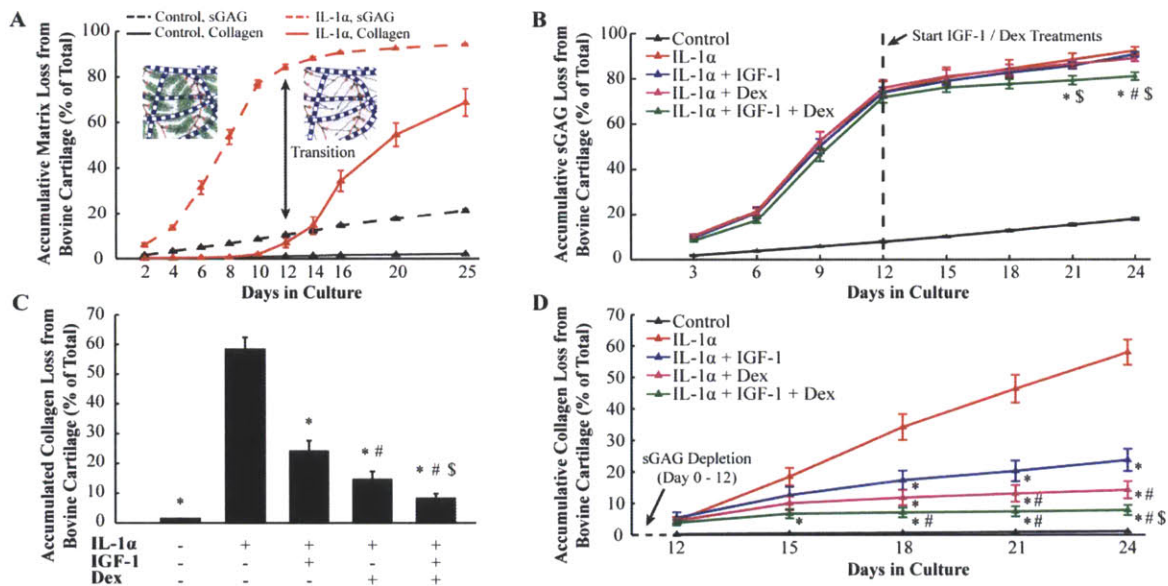 A
Control, sGAG
Control, Collagen
IL-1α, sGAG
IL-1α, Collagen
Accumulative Matrix Loss from
Bovine Cartilage (% of Total)
100
80
60
40
20
0
Transition
2 4 6 8 10 12 14 16 20 25
Days in Culture
B
Control
IL-1α
IL-1α + IGF-1
IL-1α + Dex
IL-1α + IGF-1 + Dex
Start IGF-1 / Dex Treatments
Accumulative sGAG Loss from
Bovine Cartilage (% of Total)
100
80
60
40
20
0
* $
* # $
3 6 9 12 15 18 21 24
Days in Culture
C
Accumulated Collagen Loss from
Bovine Cartilage (% of Total)
70
60
50
40
30
20
10
0
*
*
* #
* # $
IL-1α - + + + +
IGF-1 - - + - +
Dex - - - + +
D
Control
IL-1α
IL-1α + IGF-1
IL-1α + Dex
IL-1α + IGF-1 + Dex
Accumulative Collagen Loss from
Bovine Cartilage (% of Total)
70
60
50
40
30
20
10
0
sGAG Depletion
(Day 0 - 12)
*
*
*
* #
*
* #
* #
*
* #
* # $
12 15 18 21 24
Days in Culture